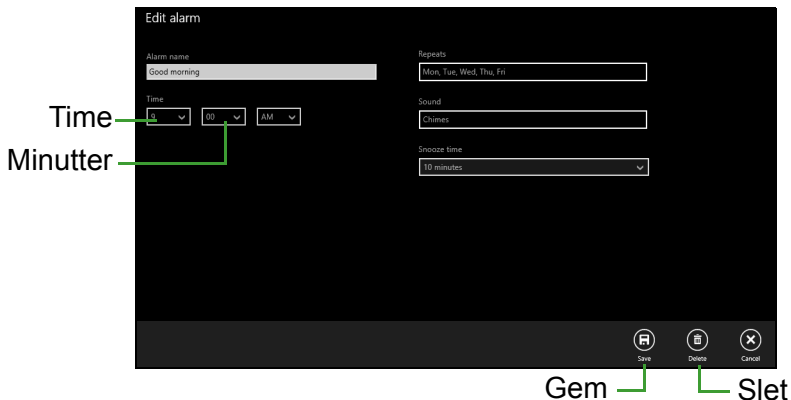 Edit alarm
Alarm name
Good morning
Time
9
00
AM
Repeats
Mon, Tue, Wed, Thu, Fri
Sound
Chimes
Snooze time
10 minutes
Time
Minutter
Save
Delete
Cancel
Gem
Slet